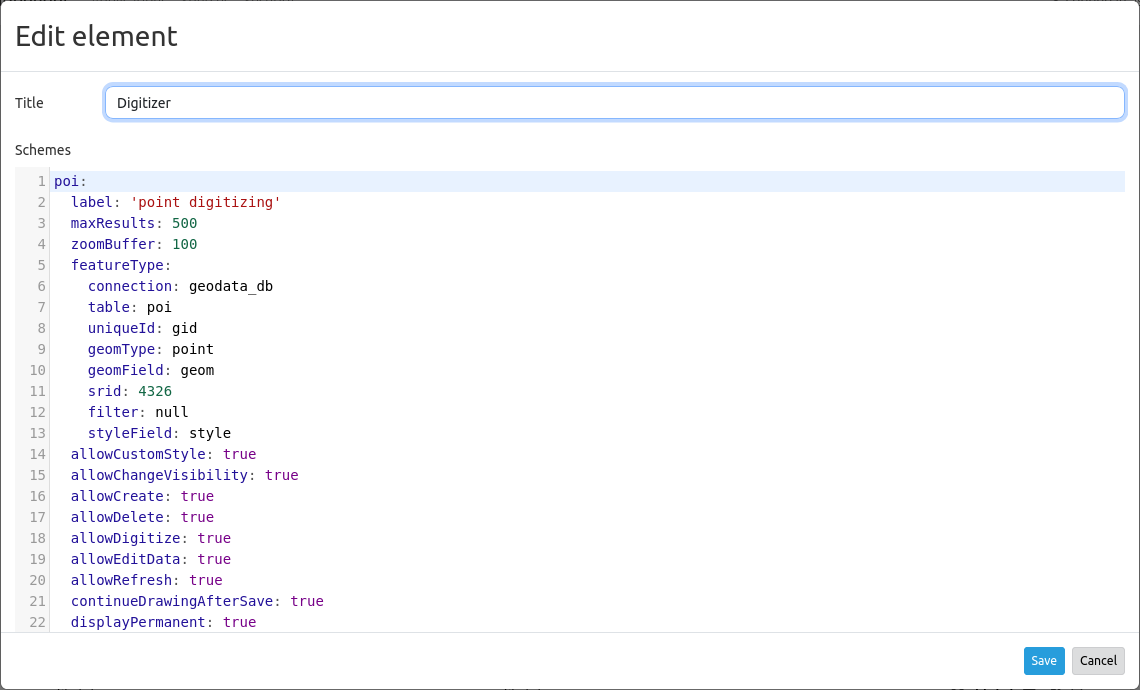 Edit element
Title
Digitizer
Schemes
1 poi:
2   label: 'point digitizing'
3   maxResults: 500
4   zoomBuffer: 100
5   featureType:
6     connection: geodata_db
7     table: poi
8     uniqueId: gid
9     geomType: point
10     geomField: geom
11     srid: 4326
12     filter: null
13     styleField: style
14   allowCustomStyle: true
15   allowChangeVisibility: true
16   allowCreate: true
17   allowDelete: true
18   allowDigitize: true
19   allowEditData: true
20   allowRefresh: true
21   continueDrawingAfterSave: true
22   displayPermanent: true
Save Cancel